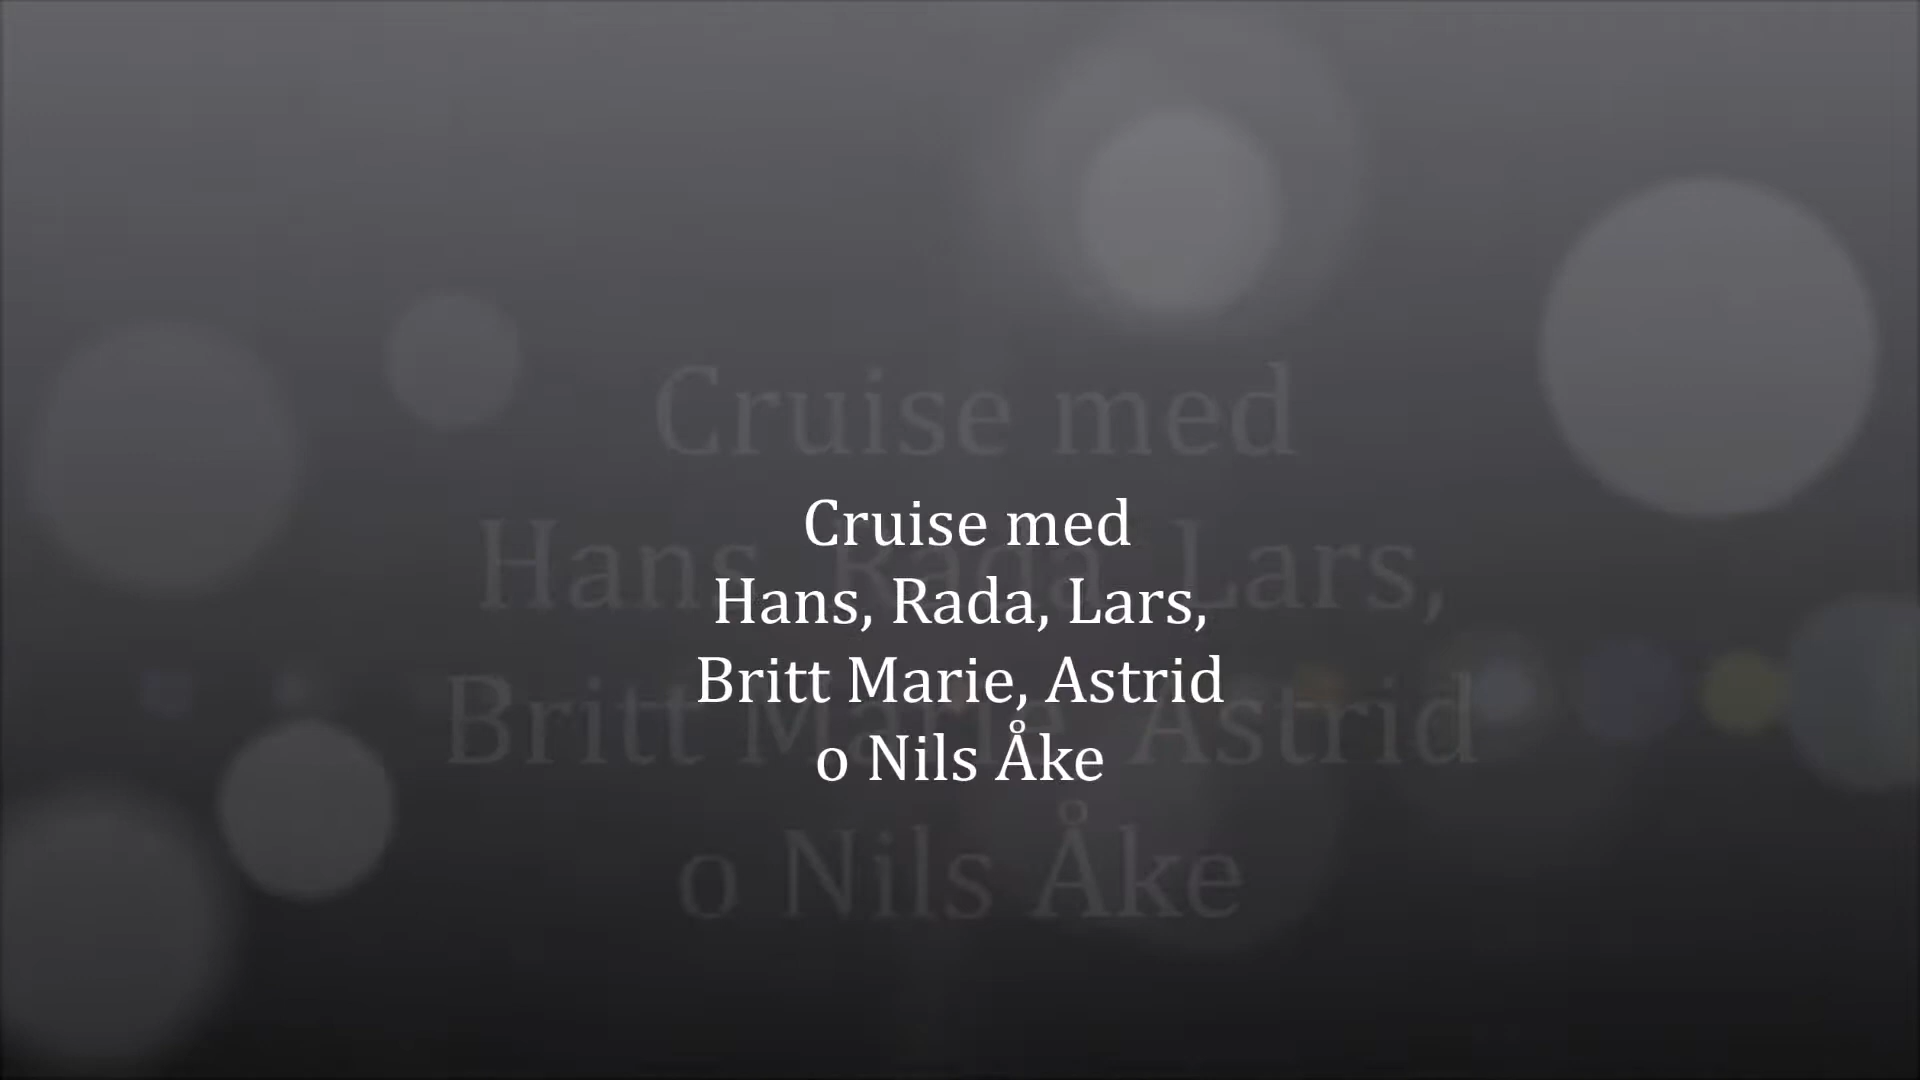 Cruise med
Hans, Rada, Lars,
Britt Marie, Astrid
o Nils Åke